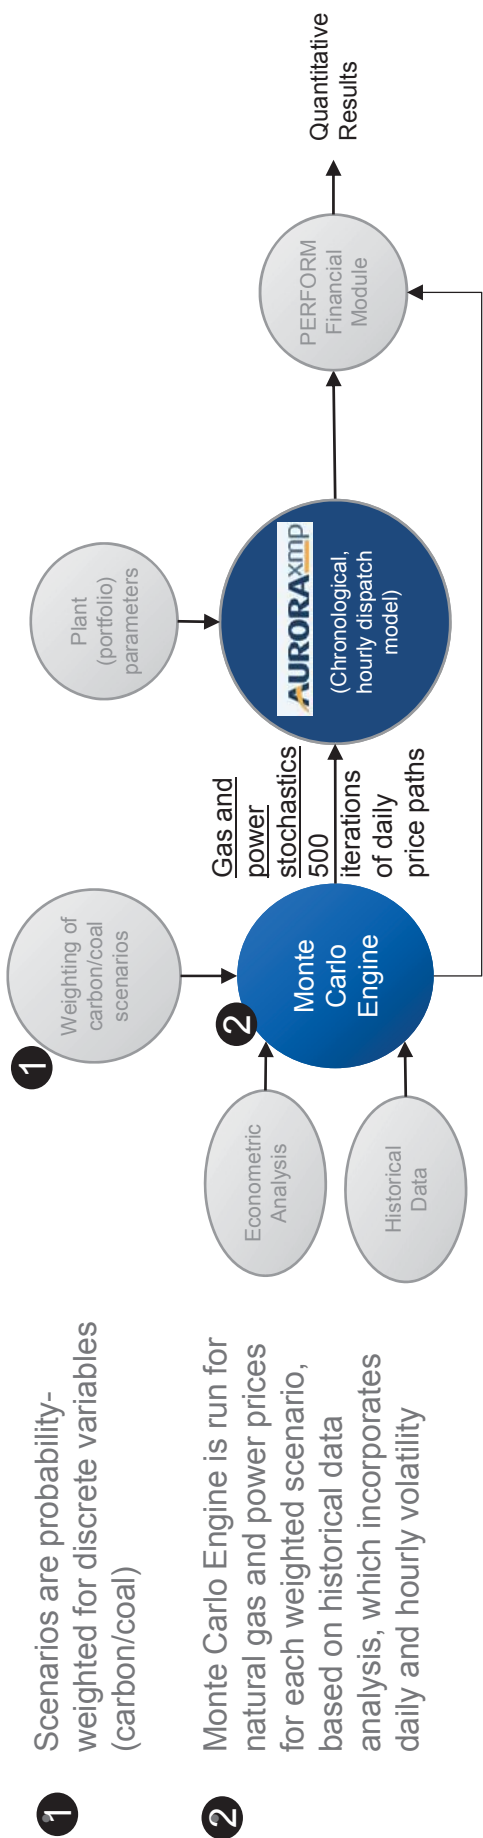 1
Scenarios are probability-
weighted for discrete variables
(carbon/coal)
2
Monte Carlo Engine is run for
natural gas and power prices
for each weighted scenario,
based on historical data
analysis, which incorporates
daily and hourly volatility
1
Weighting of
carbon/coal
scenarios
Econometric
Analysis
Historical
Data
2
Monte
Carlo
Engine
Gas and
power
stochastics
500
iterations
of daily
price paths
Plant
(portfolio)
parameters
AURORAxmp
(Chronological,
hourly dispatch
model)
PERFORM
Financial
Module
Quantitative
Results